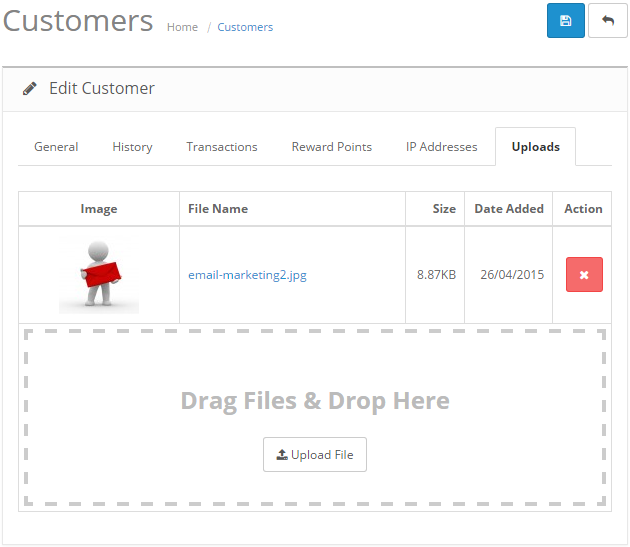 Customers Home / Customers
Edit Customer
General History Transactions Reward Points IP Addresses Uploads
Image File Name Size Date Added Action
email-marketing2.jpg 8.87KB 26/04/2015
Drag Files & Drop Here
Upload File